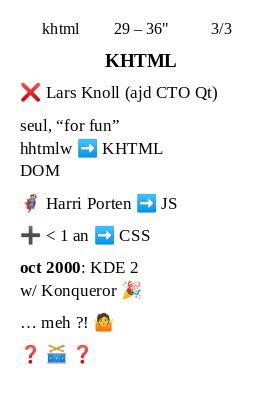 khtml 29 – 36" 3/3
KHTML
❌ Lars Knoll (ajd CTO Qt)
seul, “for fun”
hhtmlw ➡️ KHTML
DOM
🦸 Harri Porten ➡️ JS
➕ < 1 an ➡️ CSS
oct 2000: KDE 2
w/ Konqueror 🎉
… meh ?! 🤷
❓ 🥁 ❓